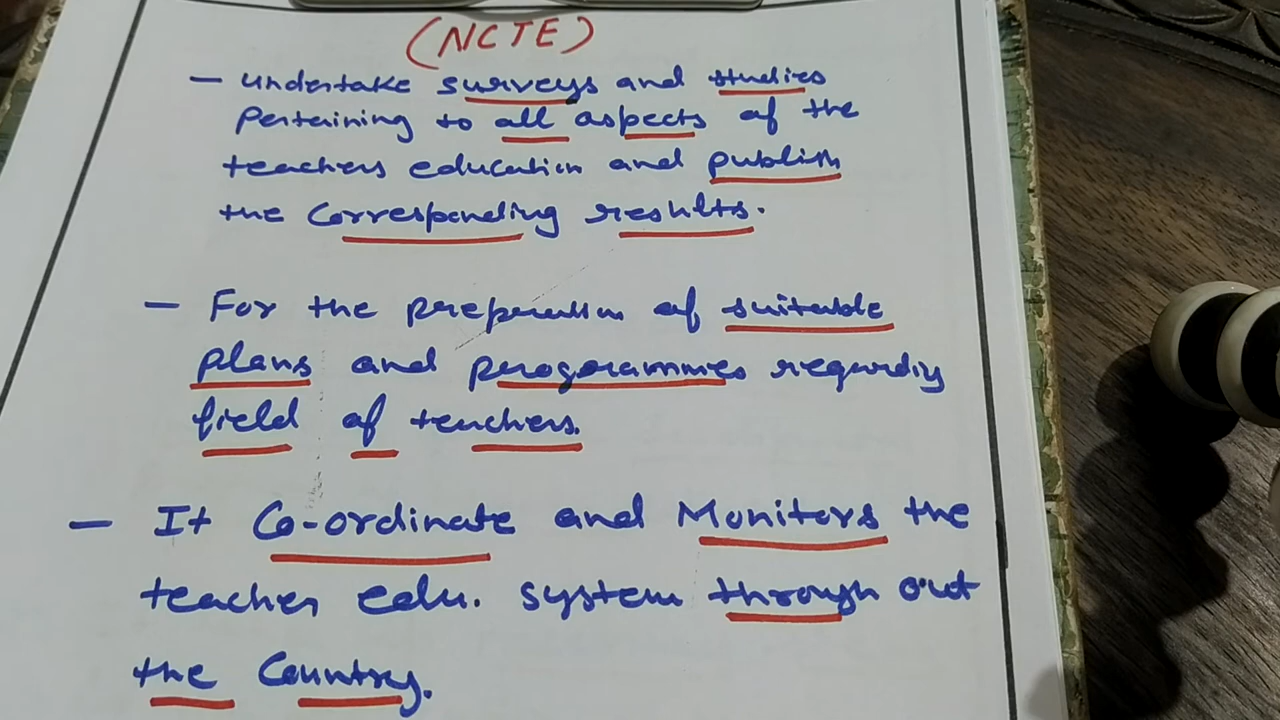 (NCTE)
- undertake surveys and studies
Pertaining to all aspects of the
teachers education and publish
the Corresponding results.
- For the preparation of suitable
plans and programmes regarding
field of teachers.
- It Co-ordinate and Monitors the
teacher edu. system through out
the Country.